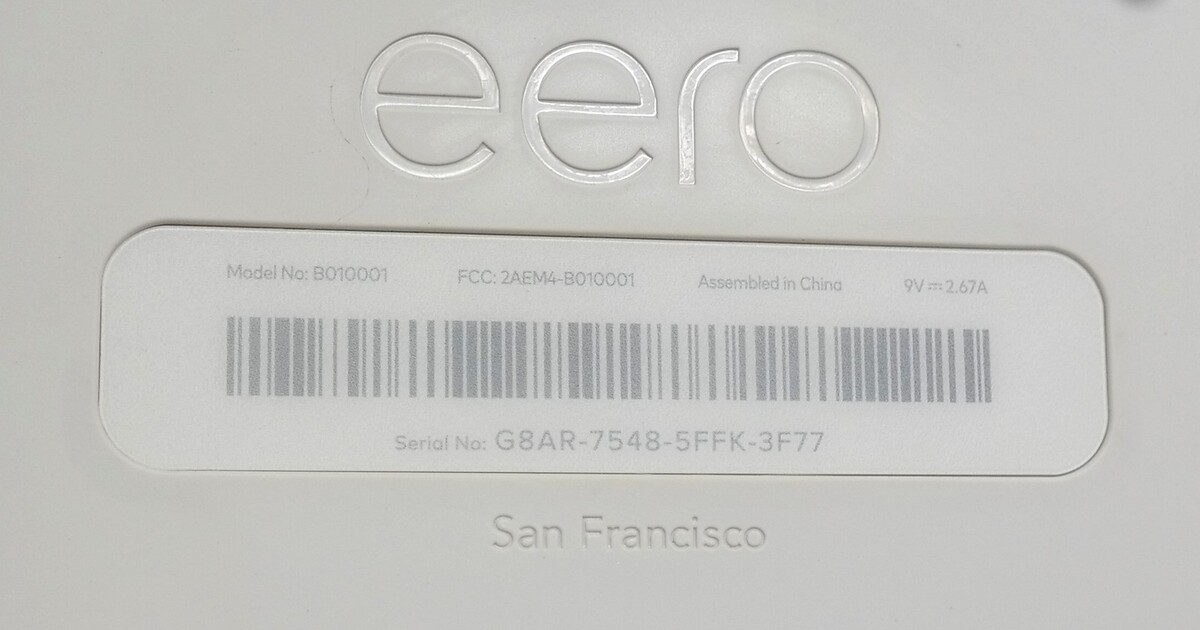 eero
Model No: B010001 FCC: 2AEM4-B010001 Assembled in China 9V⎓2.67A
Serial No: G8AR-7548-5FFK-3F77
San Francisco